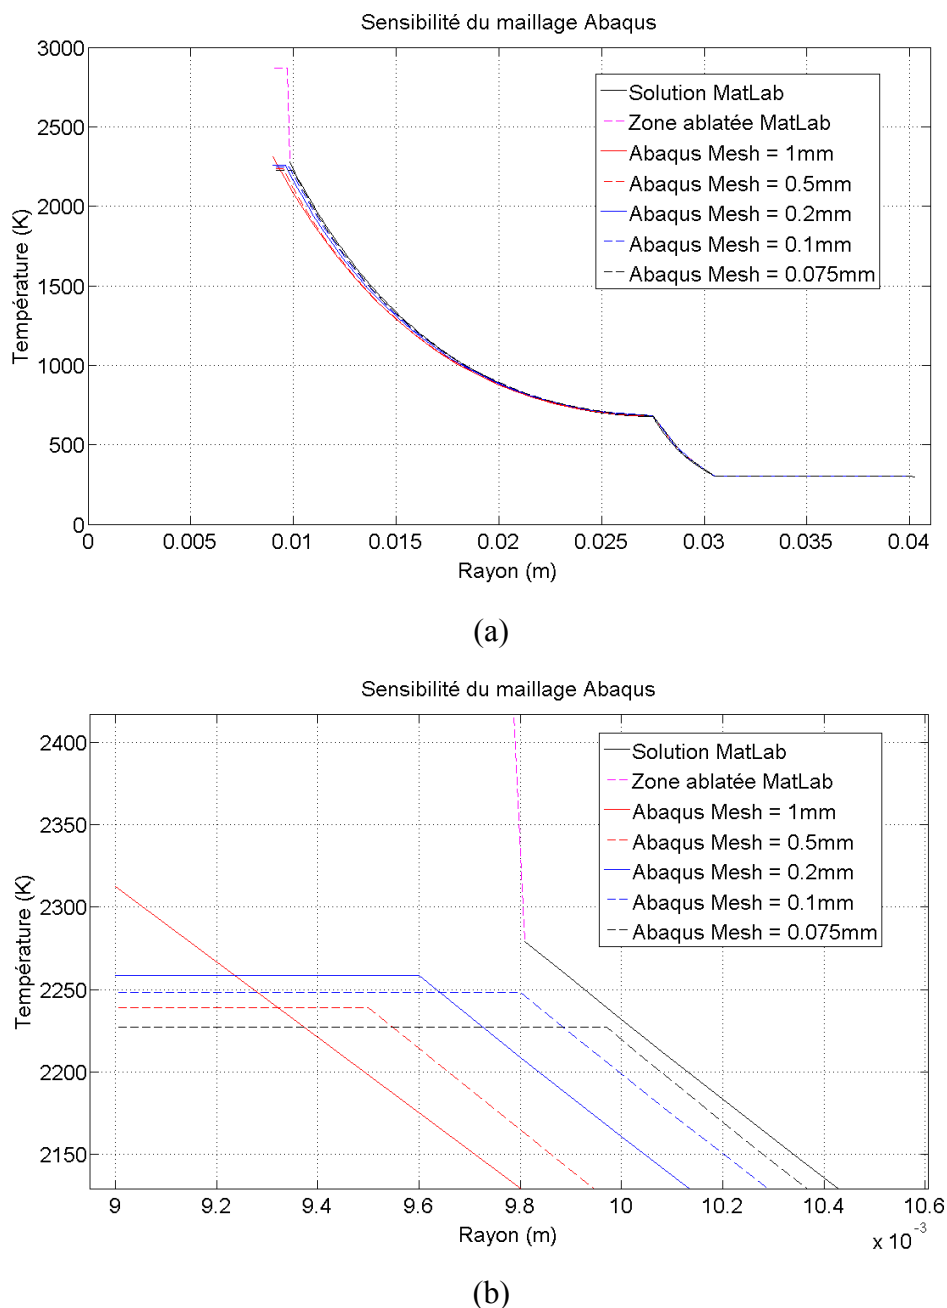 Sensibilité du maillage Abaqus
3000
2500
2000
1500
1000
500
0
Température (K)
Solution MatLab
Zone ablatée MatLab
Abaqus Mesh = 1mm
Abaqus Mesh = 0.5mm
Abaqus Mesh = 0.2mm
Abaqus Mesh = 0.1mm
Abaqus Mesh = 0.075mm
0 0.005 0.01 0.015 0.02 0.025 0.03 0.035 0.04
Rayon (m)
(a)
Sensibilité du maillage Abaqus
2400
2350
2300
2250
2200
2150
Température (K)
Solution MatLab
Zone ablatée MatLab
Abaqus Mesh = 1mm
Abaqus Mesh = 0.5mm
Abaqus Mesh = 0.2mm
Abaqus Mesh = 0.1mm
Abaqus Mesh = 0.075mm
9 9.2 9.4 9.6 9.8 10 10.2 10.4 10.6
Rayon (m)
x 10-3
(b)